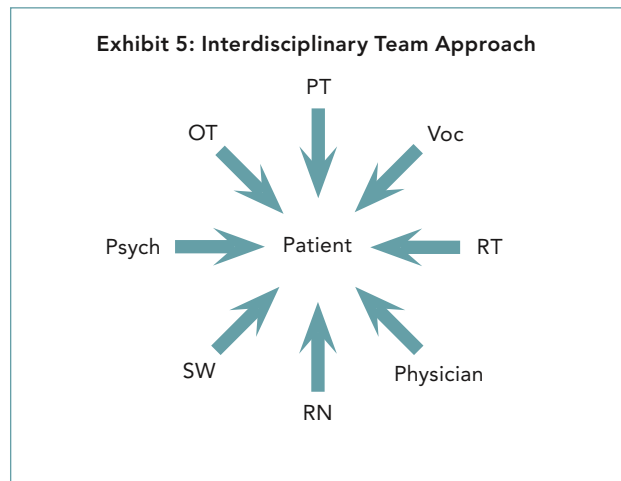 Exhibit 5: Interdisciplinary Team Approach
PT
OT
Voc
Psych
Patient
RT
SW
Physician
RN